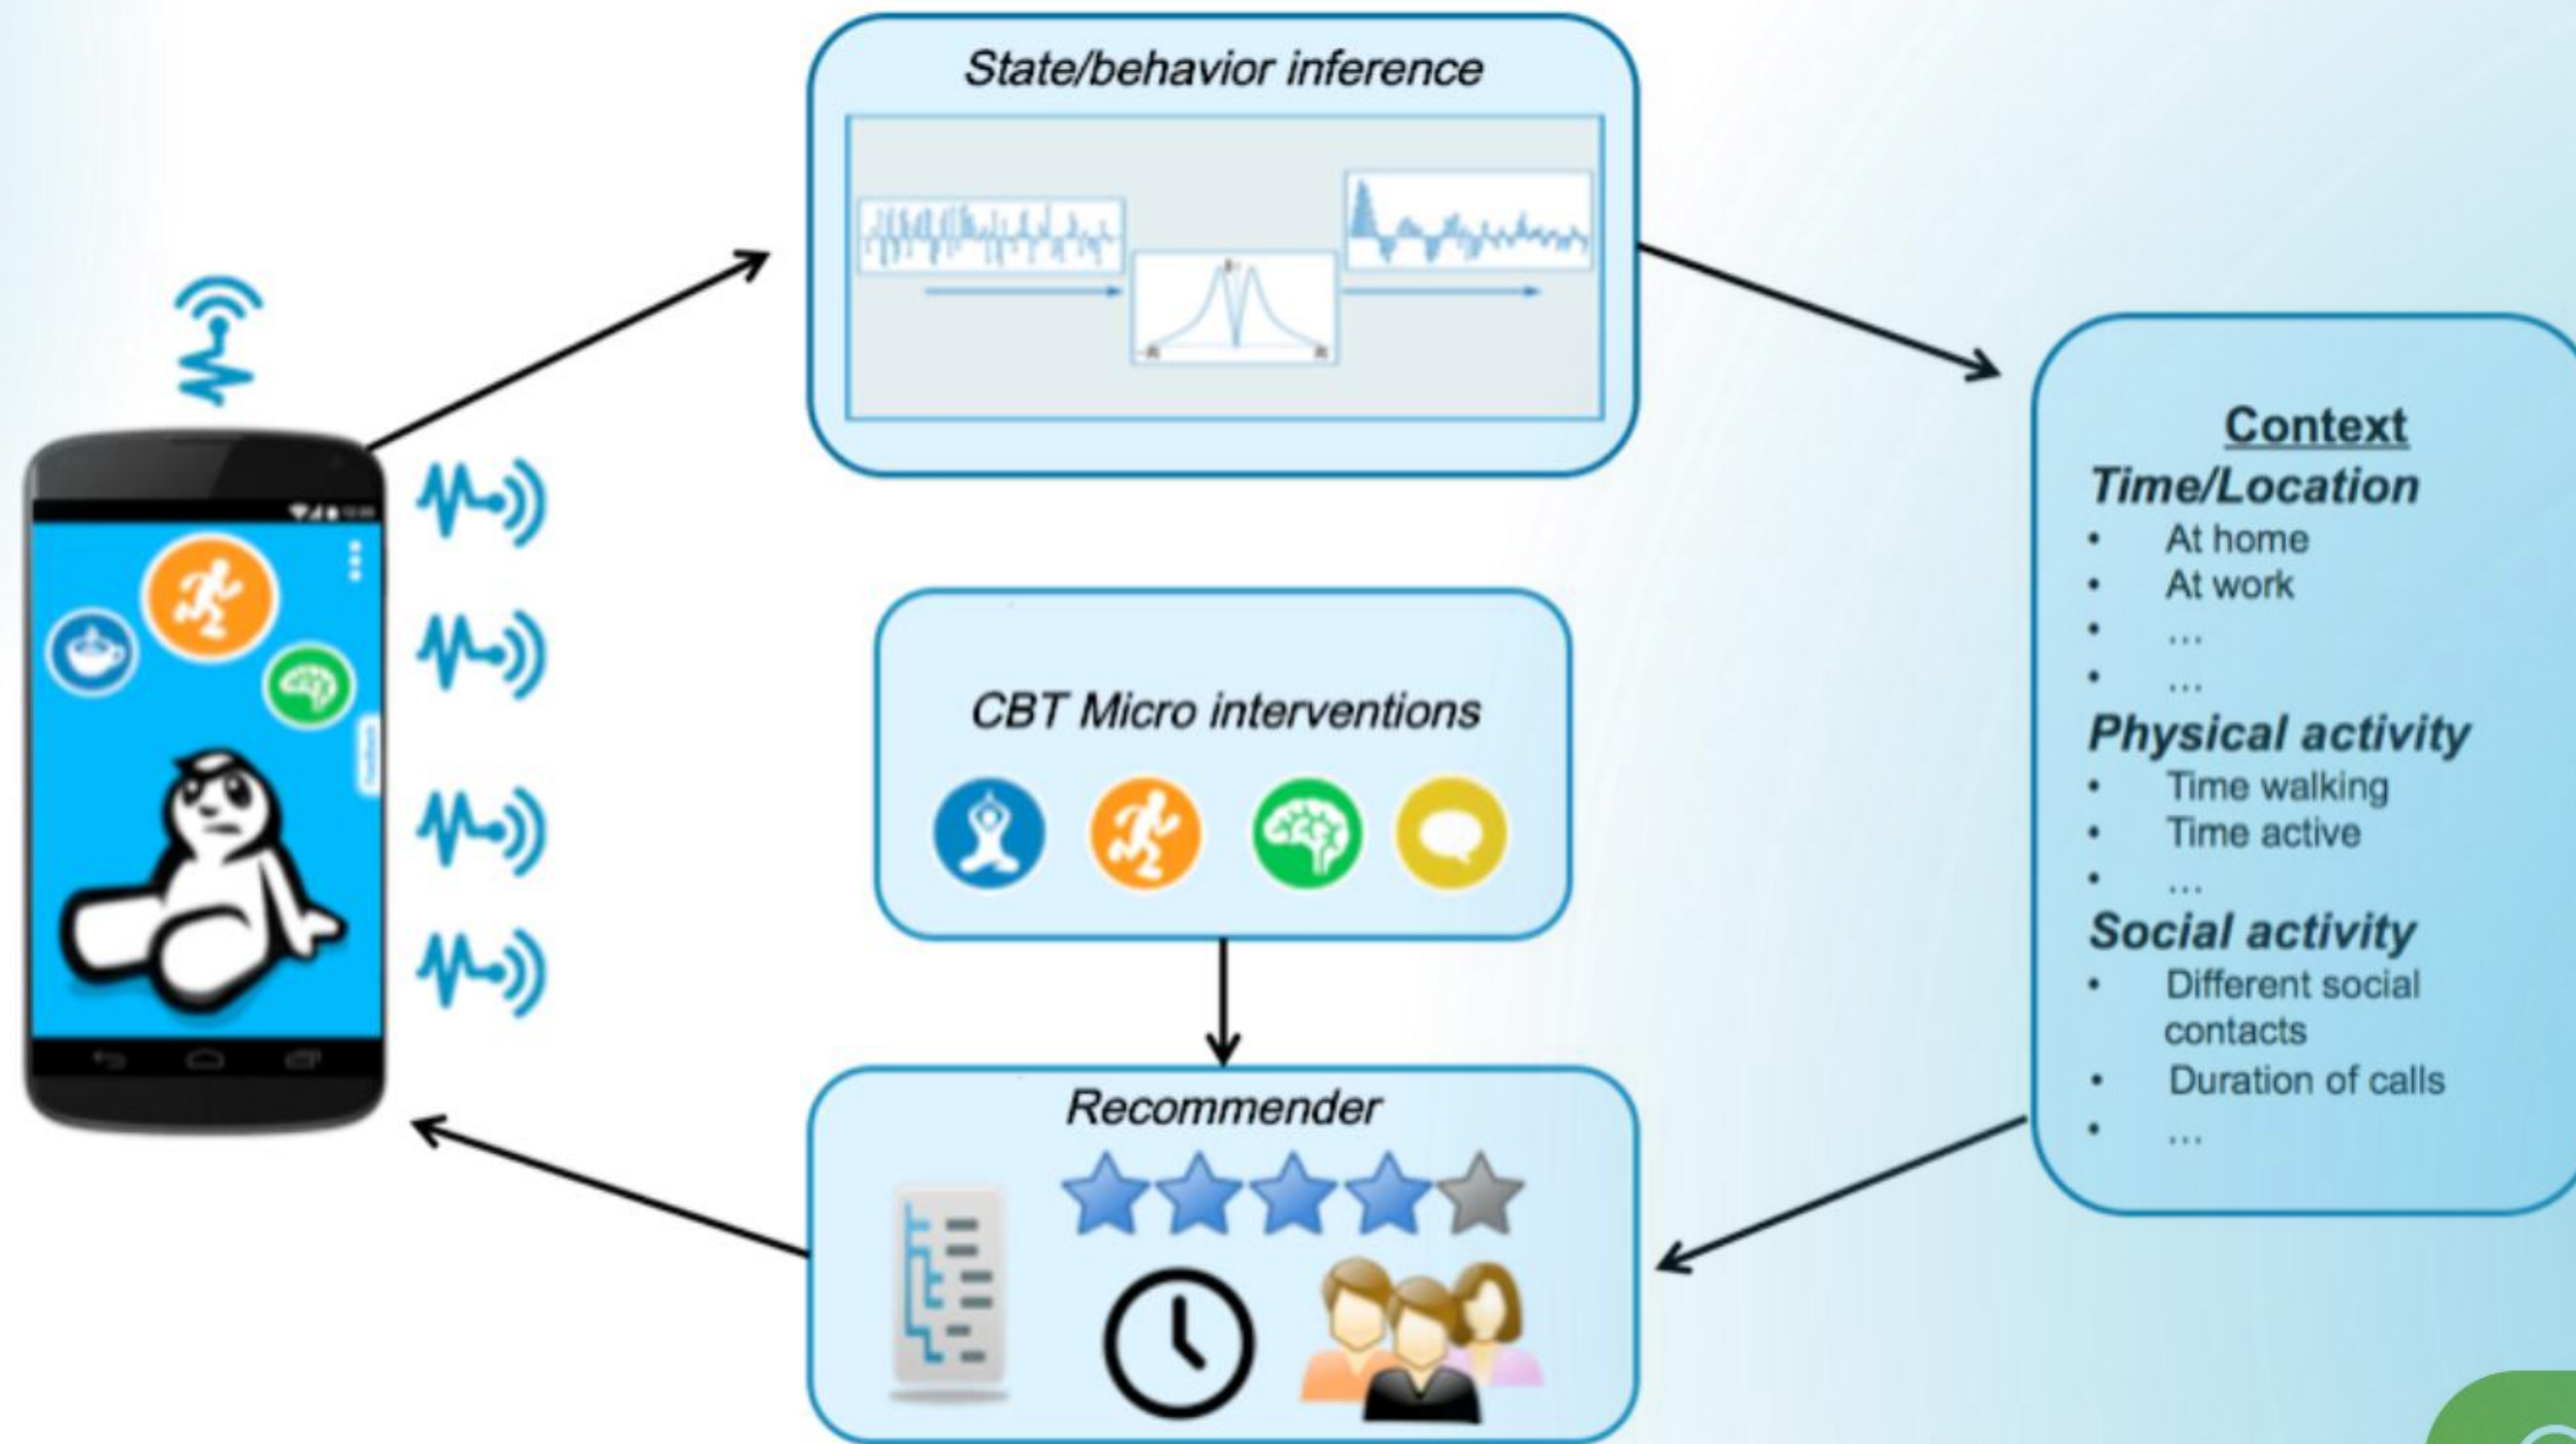 State/behavior inference
CBT Micro interventions
Recommender
Context
Time/Location
• At home
• At work
• ...
• ...
Physical activity
• Time walking
• Time active
• ...
Social activity
• Different social
contacts
• Duration of calls
• ...